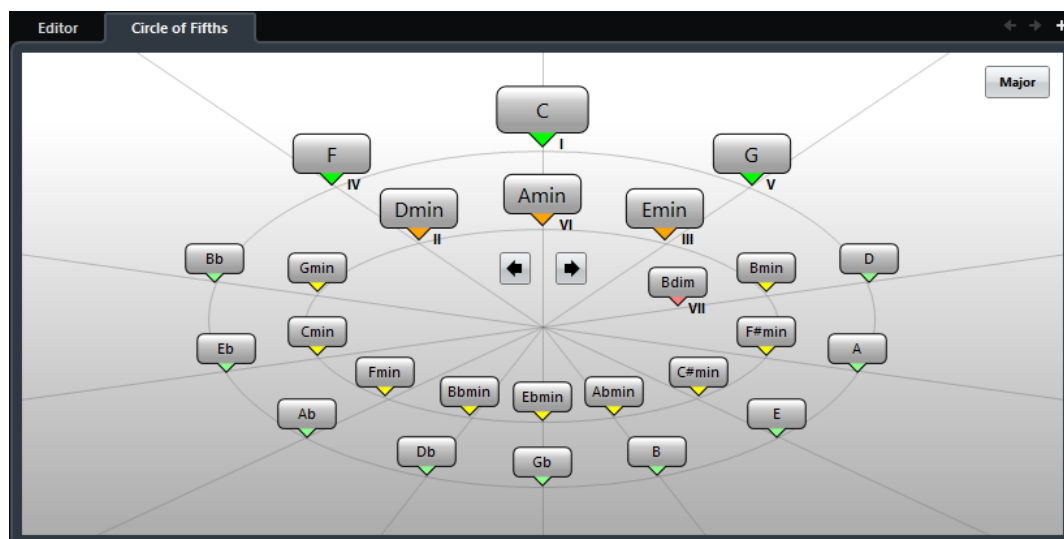 Editor
Circle of Fifths
Major
C
I
F
IV
G
V
Amin
VI
Dmin
II
Emin
III
Bb
Gmin
Bdim
VII
Bmin
D
Eb
Cmin
F#min
A
Fmin
Bbmin
Ebmin
Abmin
C#min
Ab
E
Db
Gb
B